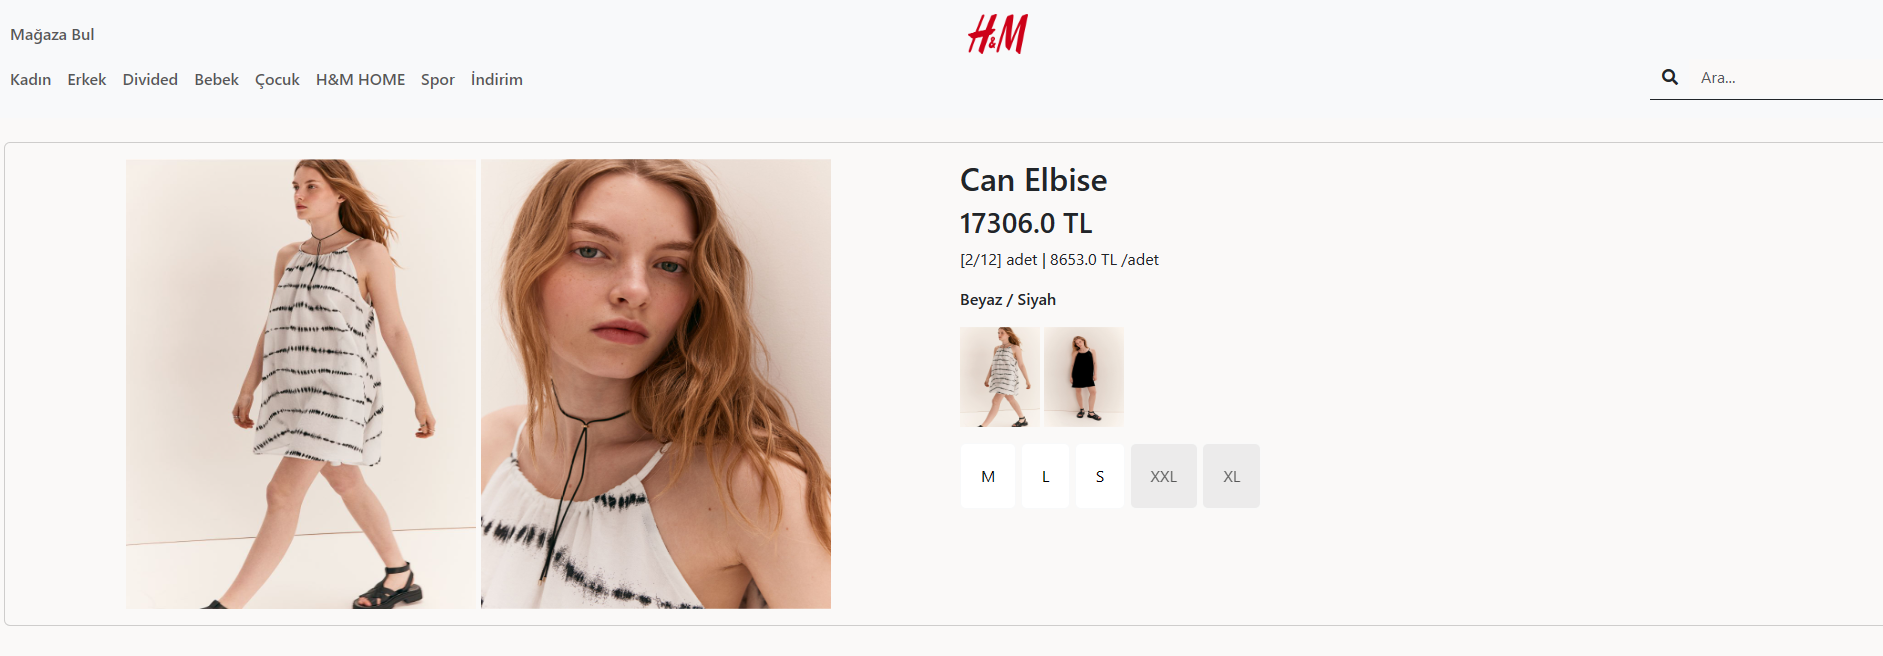 Mağaza Bul
H&M
Kadın Erkek Divided Bebek Çocuk H&M HOME Spor İndirim
Ara...
Can Elbise
17306.0 TL
[2/12] adet | 8653.0 TL /adet
Beyaz / Siyah
M L S XXL XL